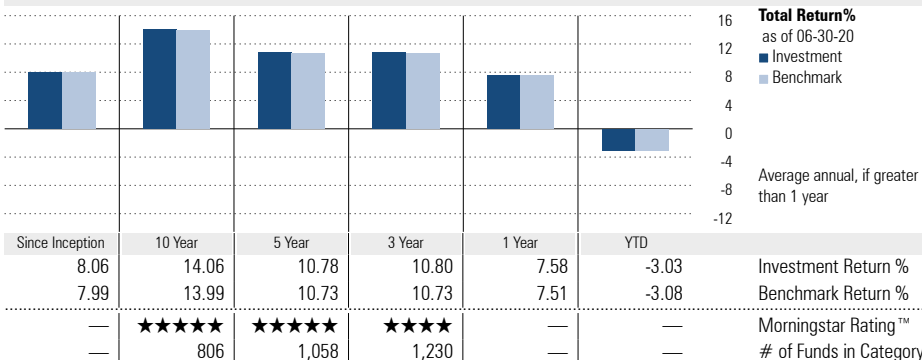 16
12
8
4
0
-4
-8
-12
Total Return%
as of 06-30-20
■ Investment
■ Benchmark
Average annual, if greater
than 1 year
Since Inception 10 Year 5 Year 3 Year 1 Year YTD
8.06 14.06 10.78 10.80 7.58 -3.03 Investment Return %
7.99 13.99 10.73 10.73 7.51 -3.08 Benchmark Return %
— ★★★★★ ★★★★★ ★★★★ — — Morningstar Rating™
— 806 1,058 1,230 — — # of Funds in Category